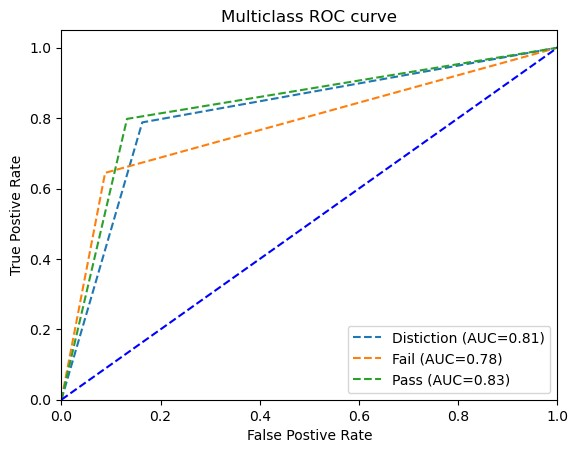 Multiclass ROC curve
1.0
0.8
0.6
0.4
0.2
0.0
True Postive Rate
Distiction (AUC=0.81)
Fail (AUC=0.78)
Pass (AUC=0.83)
0.0 0.2 0.4 0.6 0.8 1.0
False Postive Rate